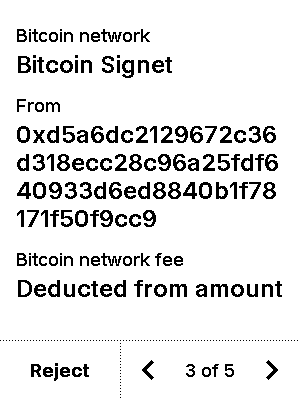 Bitcoin network
Bitcoin Signet
From
0xd5a6dc2129672c36
d318ecc28c96a25fdf6
40933d6ed8840b1f78
171f50f9cc9
Bitcoin network fee
Deducted from amount
Reject
3 of 5